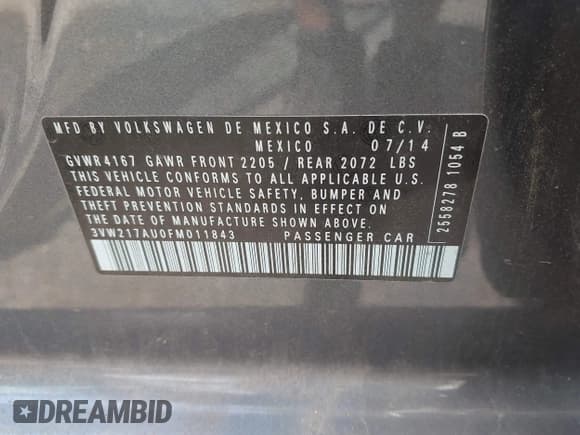 MFD BY VOLKSWAGEN DE MEXICO S.A. DE C.V.
MEXICO 07/14
GVWR4167 GAWR FRONT 2205 / REAR 2072 LBS
THIS VEHICLE CONFORMS TO ALL APPLICABLE U.S.
FEDERAL MOTOR VEHICLE SAFETY, BUMPER AND
THEFT PREVENTION STANDARDS IN EFFECT ON
THE DATE OF MANUFACTURE SHOWN ABOVE.
3VW217AU0FM011843 PASSENGER CAR
2558278 1054 B
DREAMBID